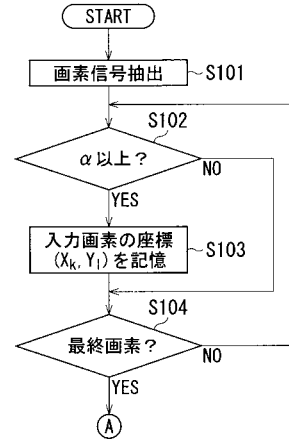 START
画素信号抽出
S101
S102
α以上？
NO
YES
入力画素の座標
(Xk, Yl)を記憶
S103
S104
最終画素？
NO
YES
A